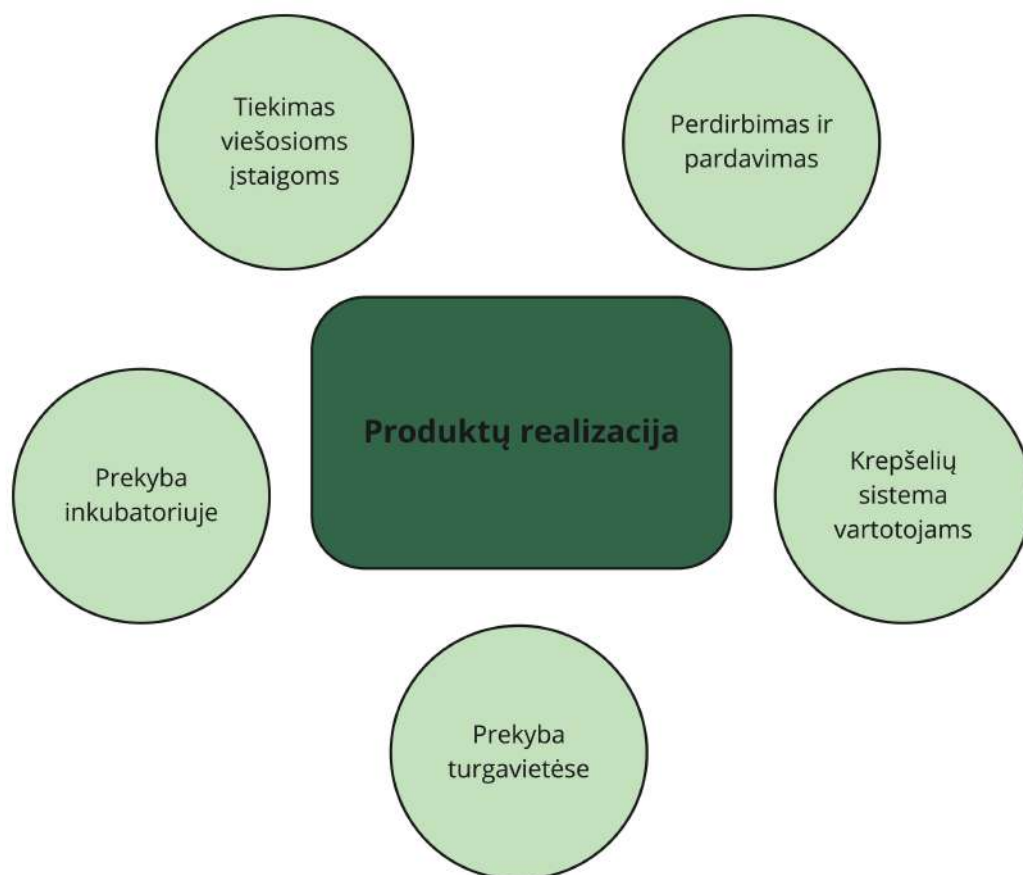 Tiekimas
viešosioms
įstaigoms
Perdirbimas ir
pardavimas
Produktų realizacija
Prekyba
inkubatoriuje
Krepšelių
sistema
vartotojams
Prekyba
turgavietėse